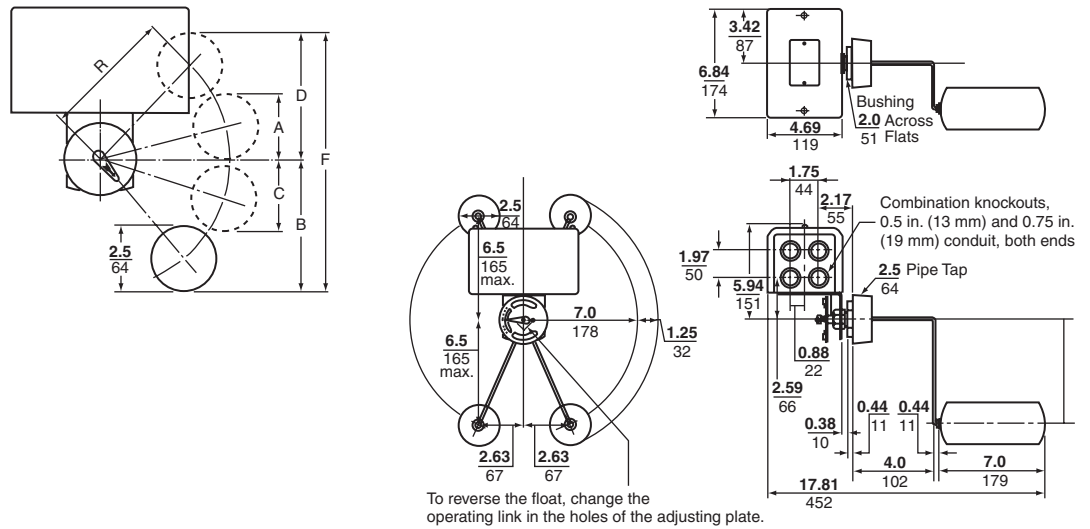 R
D
A
F
C
B
2.5
64
2.5
64
6.5
165
max.
7.0
178
1.25
32
6.5
165
max.
2.63
67
2.63
67
To reverse the float, change the
operating link in the holes of the adjusting plate.
3.42
87
6.84
174
Bushing
2.0 Across
51 Flats
4.69
119
1.75
44
2.17
55
Combination knockouts,
0.5 in. (13 mm) and 0.75 in.
(19 mm) conduit, both ends
1.97
50
5.94
151
2.5 Pipe Tap
64
0.88
22
2.59
66
0.38
10
0.44
11
0.44
11
4.0
102
7.0
179
17.81
452